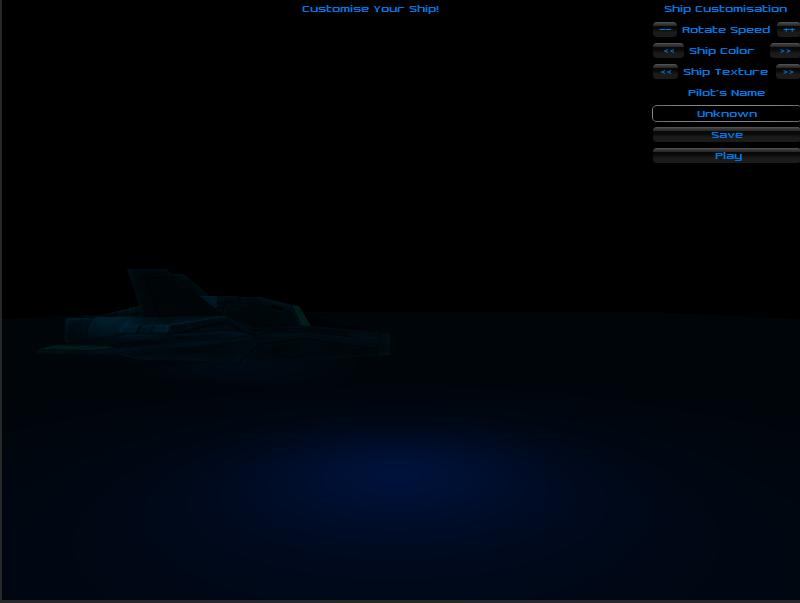 Customise Your Ship!
Ship Customisation
-- Rotate Speed ++
<< Ship Color >>
<< Ship Texture >>
Pilot's Name
Unknown
Save
Play